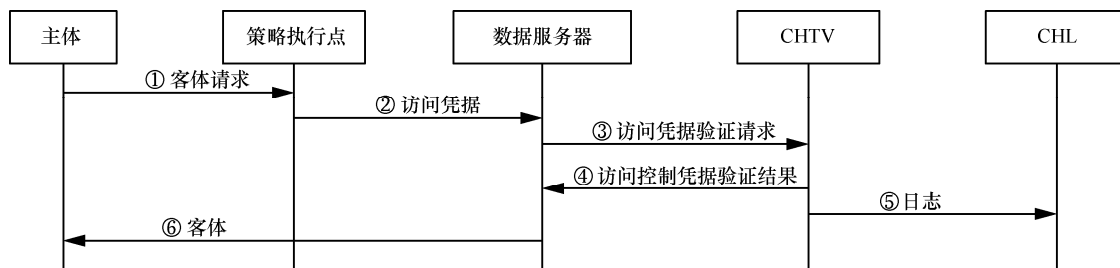 主体
策略执行点
数据服务器
CHTV
CHL
① 客体请求
② 访问凭据
③ 访问凭据验证请求
④ 访问控制凭据验证结果
⑤日志
⑥ 客体